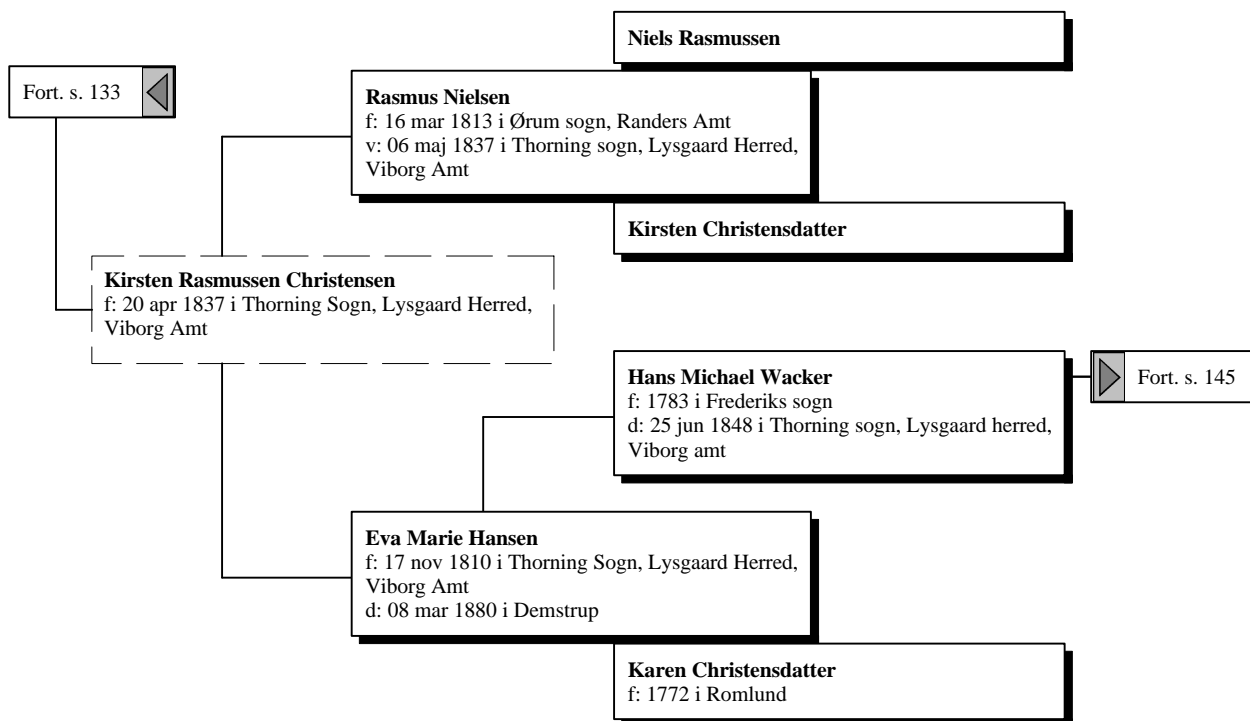 Niels Rasmussen
Fort. s. 133
Rasmus Nielsen
f: 16 mar 1813 i Ørum sogn, Randers Amt
v: 06 maj 1837 i Thorning sogn, Lysgaard Herred,
Viborg Amt
Kirsten Christensdatter
Kirsten Rasmussen Christensen
f: 20 apr 1837 i Thorning Sogn, Lysgaard Herred,
Viborg Amt
Hans Michael Wacker
f: 1783 i Frederiks sogn
d: 25 jun 1848 i Thorning sogn, Lysgaard herred,
Viborg amt
Fort. s. 145
Eva Marie Hansen
f: 17 nov 1810 i Thorning Sogn, Lysgaard Herred,
Viborg Amt
d: 08 mar 1880 i Demstrup
Karen Christensdatter
f: 1772 i Romlund